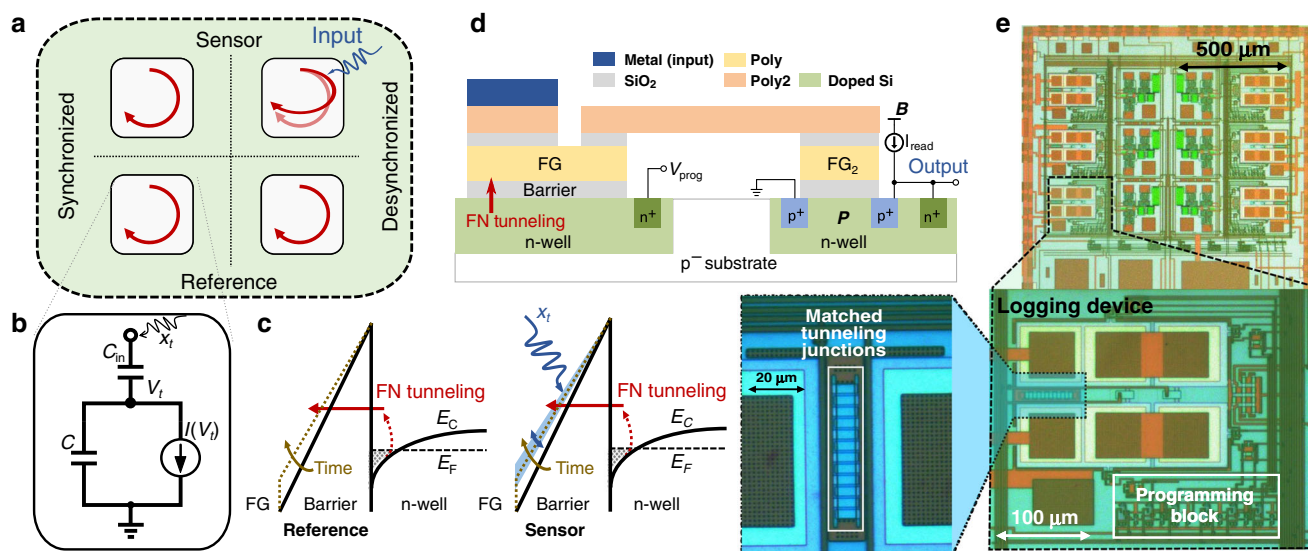 a
Sensor
Input
Synchronized
Desynchronized
Reference
b
x_t
C_in
V_t
C
I(V_t)
c
FN tunneling
E_C
E_F
Time
FG
Barrier
n-well
Reference
x_t
FN tunneling
E_C
E_F
Time
FG
Barrier
n-well
Sensor
d
Metal (input)
Poly
SiO₂
Poly2
Doped Si
B
I_read
Output
FG
FG₂
Barrier
V_prog
FN tunneling
n⁺
p⁺
P
p⁺
n⁺
n-well
n-well
p⁻ substrate
Matched
tunneling
junctions
20 μm
e
500 μm
Logging device
Programming
block
100 μm